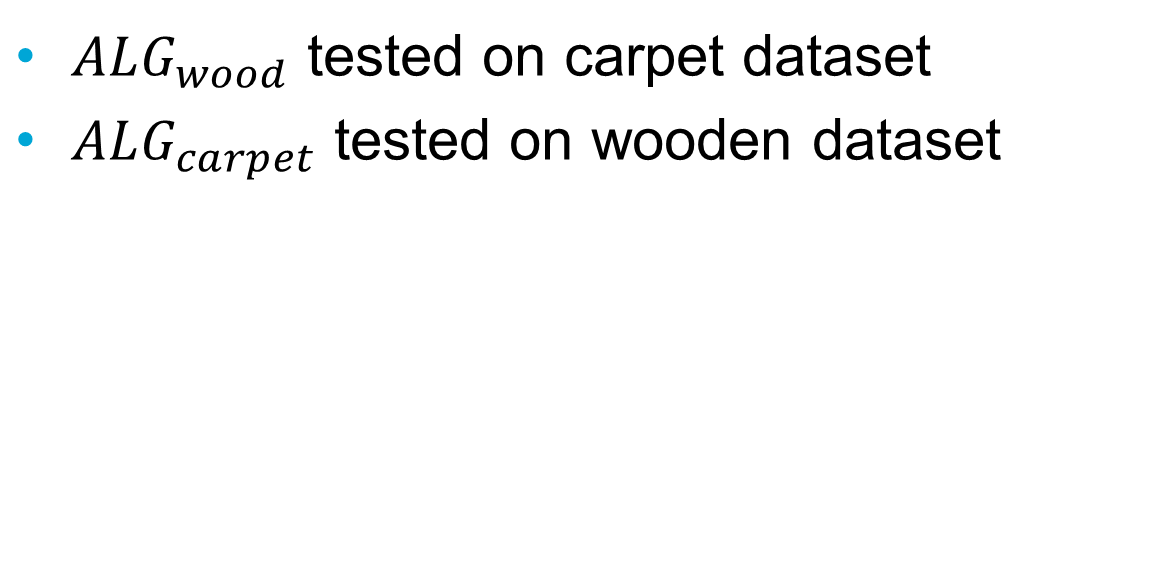 • ALG_wood tested on carpet dataset
• ALG_carpet tested on wooden dataset